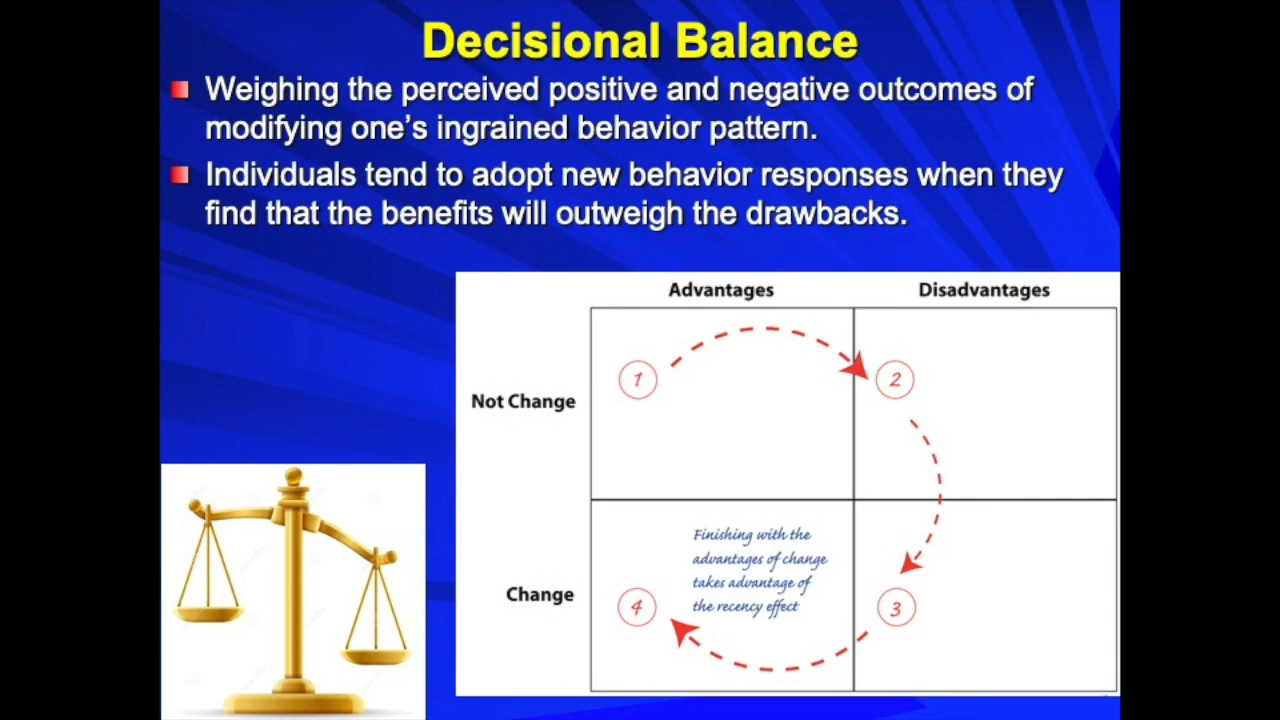 Decisional Balance
Weighing the perceived positive and negative outcomes of
modifying one’s ingrained behavior pattern.
Individuals tend to adopt new behavior responses when they
find that the benefits will outweigh the drawbacks.
Advantages
Disadvantages
Not Change
1
2
Change
Finishing with the
advantages of change
takes advantage of
the recency effect
4
3